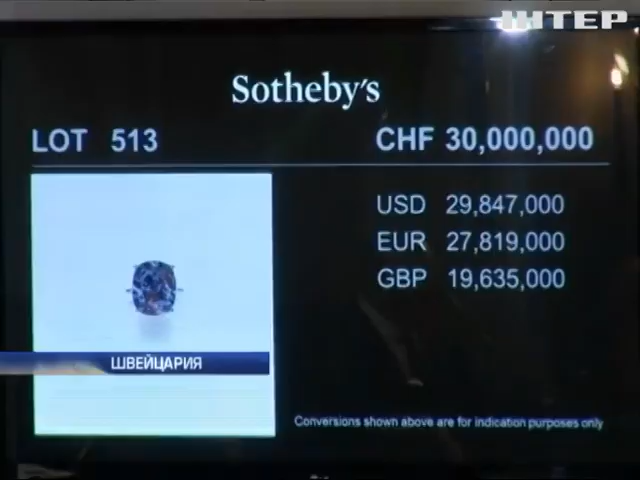 ІНТЕР
Sotheby's
LOT 513
CHF 30,000,000
USD 29,847,000
EUR 27,819,000
GBP 19,635,000
ШВЕЙЦАРИЯ
Conversions shown above are for indication purposes only